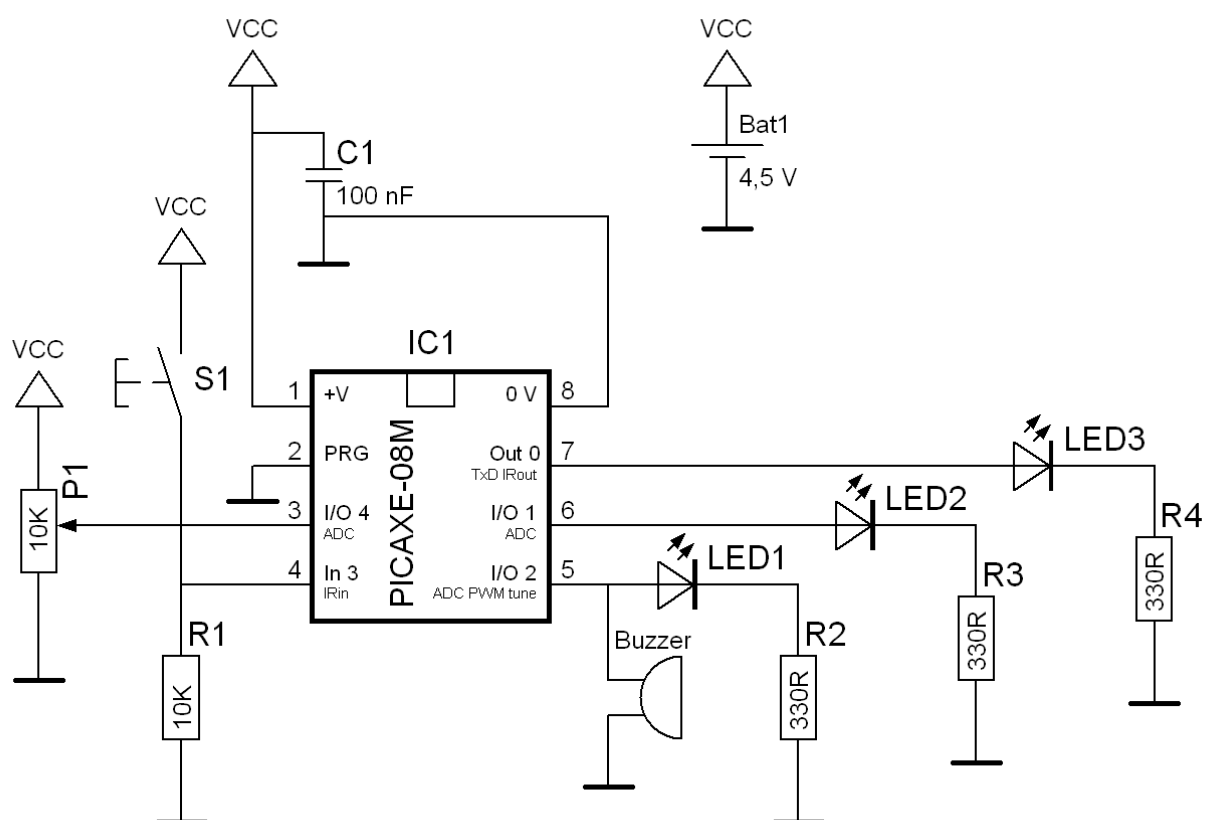 VCC
VCC
Bat1
C1
4,5 V
100 nF
VCC
IC1
VCC
S1
1
+V
0 V
8
2
PRG
Out 0
7
TxD IRout
LED3
P1
10K
3
I/O 4
ADC
PICAXE-08M
I/O 1
6
ADC
LED2
R4
330R
4
In 3
IRin
I/O 2
5
ADC PWM tune
LED1
R3
330R
R1
10K
Buzzer
R2
330R